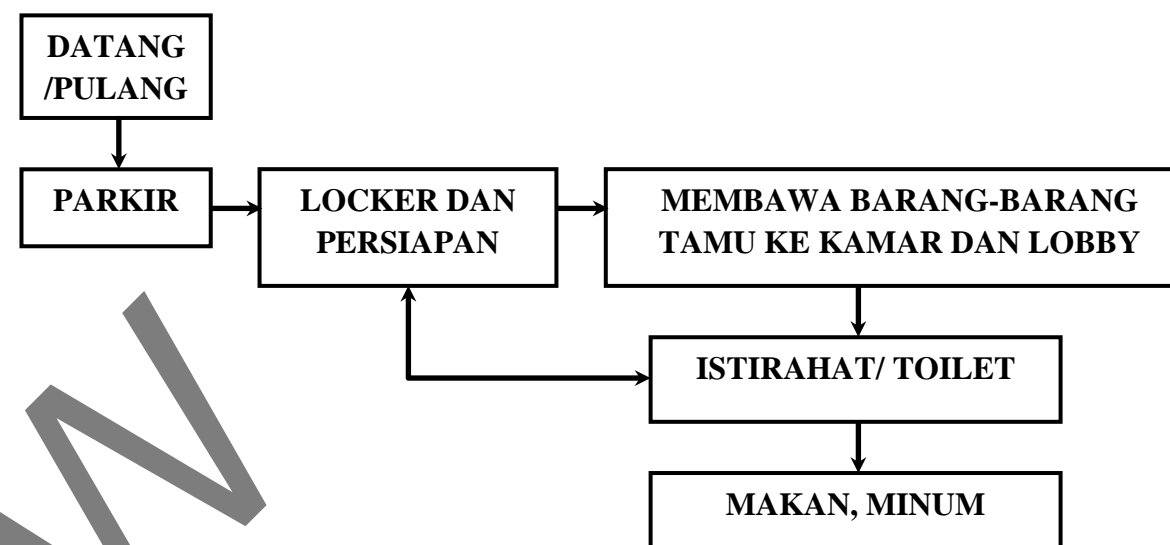 DATANG
/PULANG
PARKIR
LOCKER DAN
PERSIAPAN
MEMBAWA BARANG-BARANG
TAMU KE KAMAR DAN LOBBY
ISTIRAHAT/ TOILET
MAKAN, MINUM
W